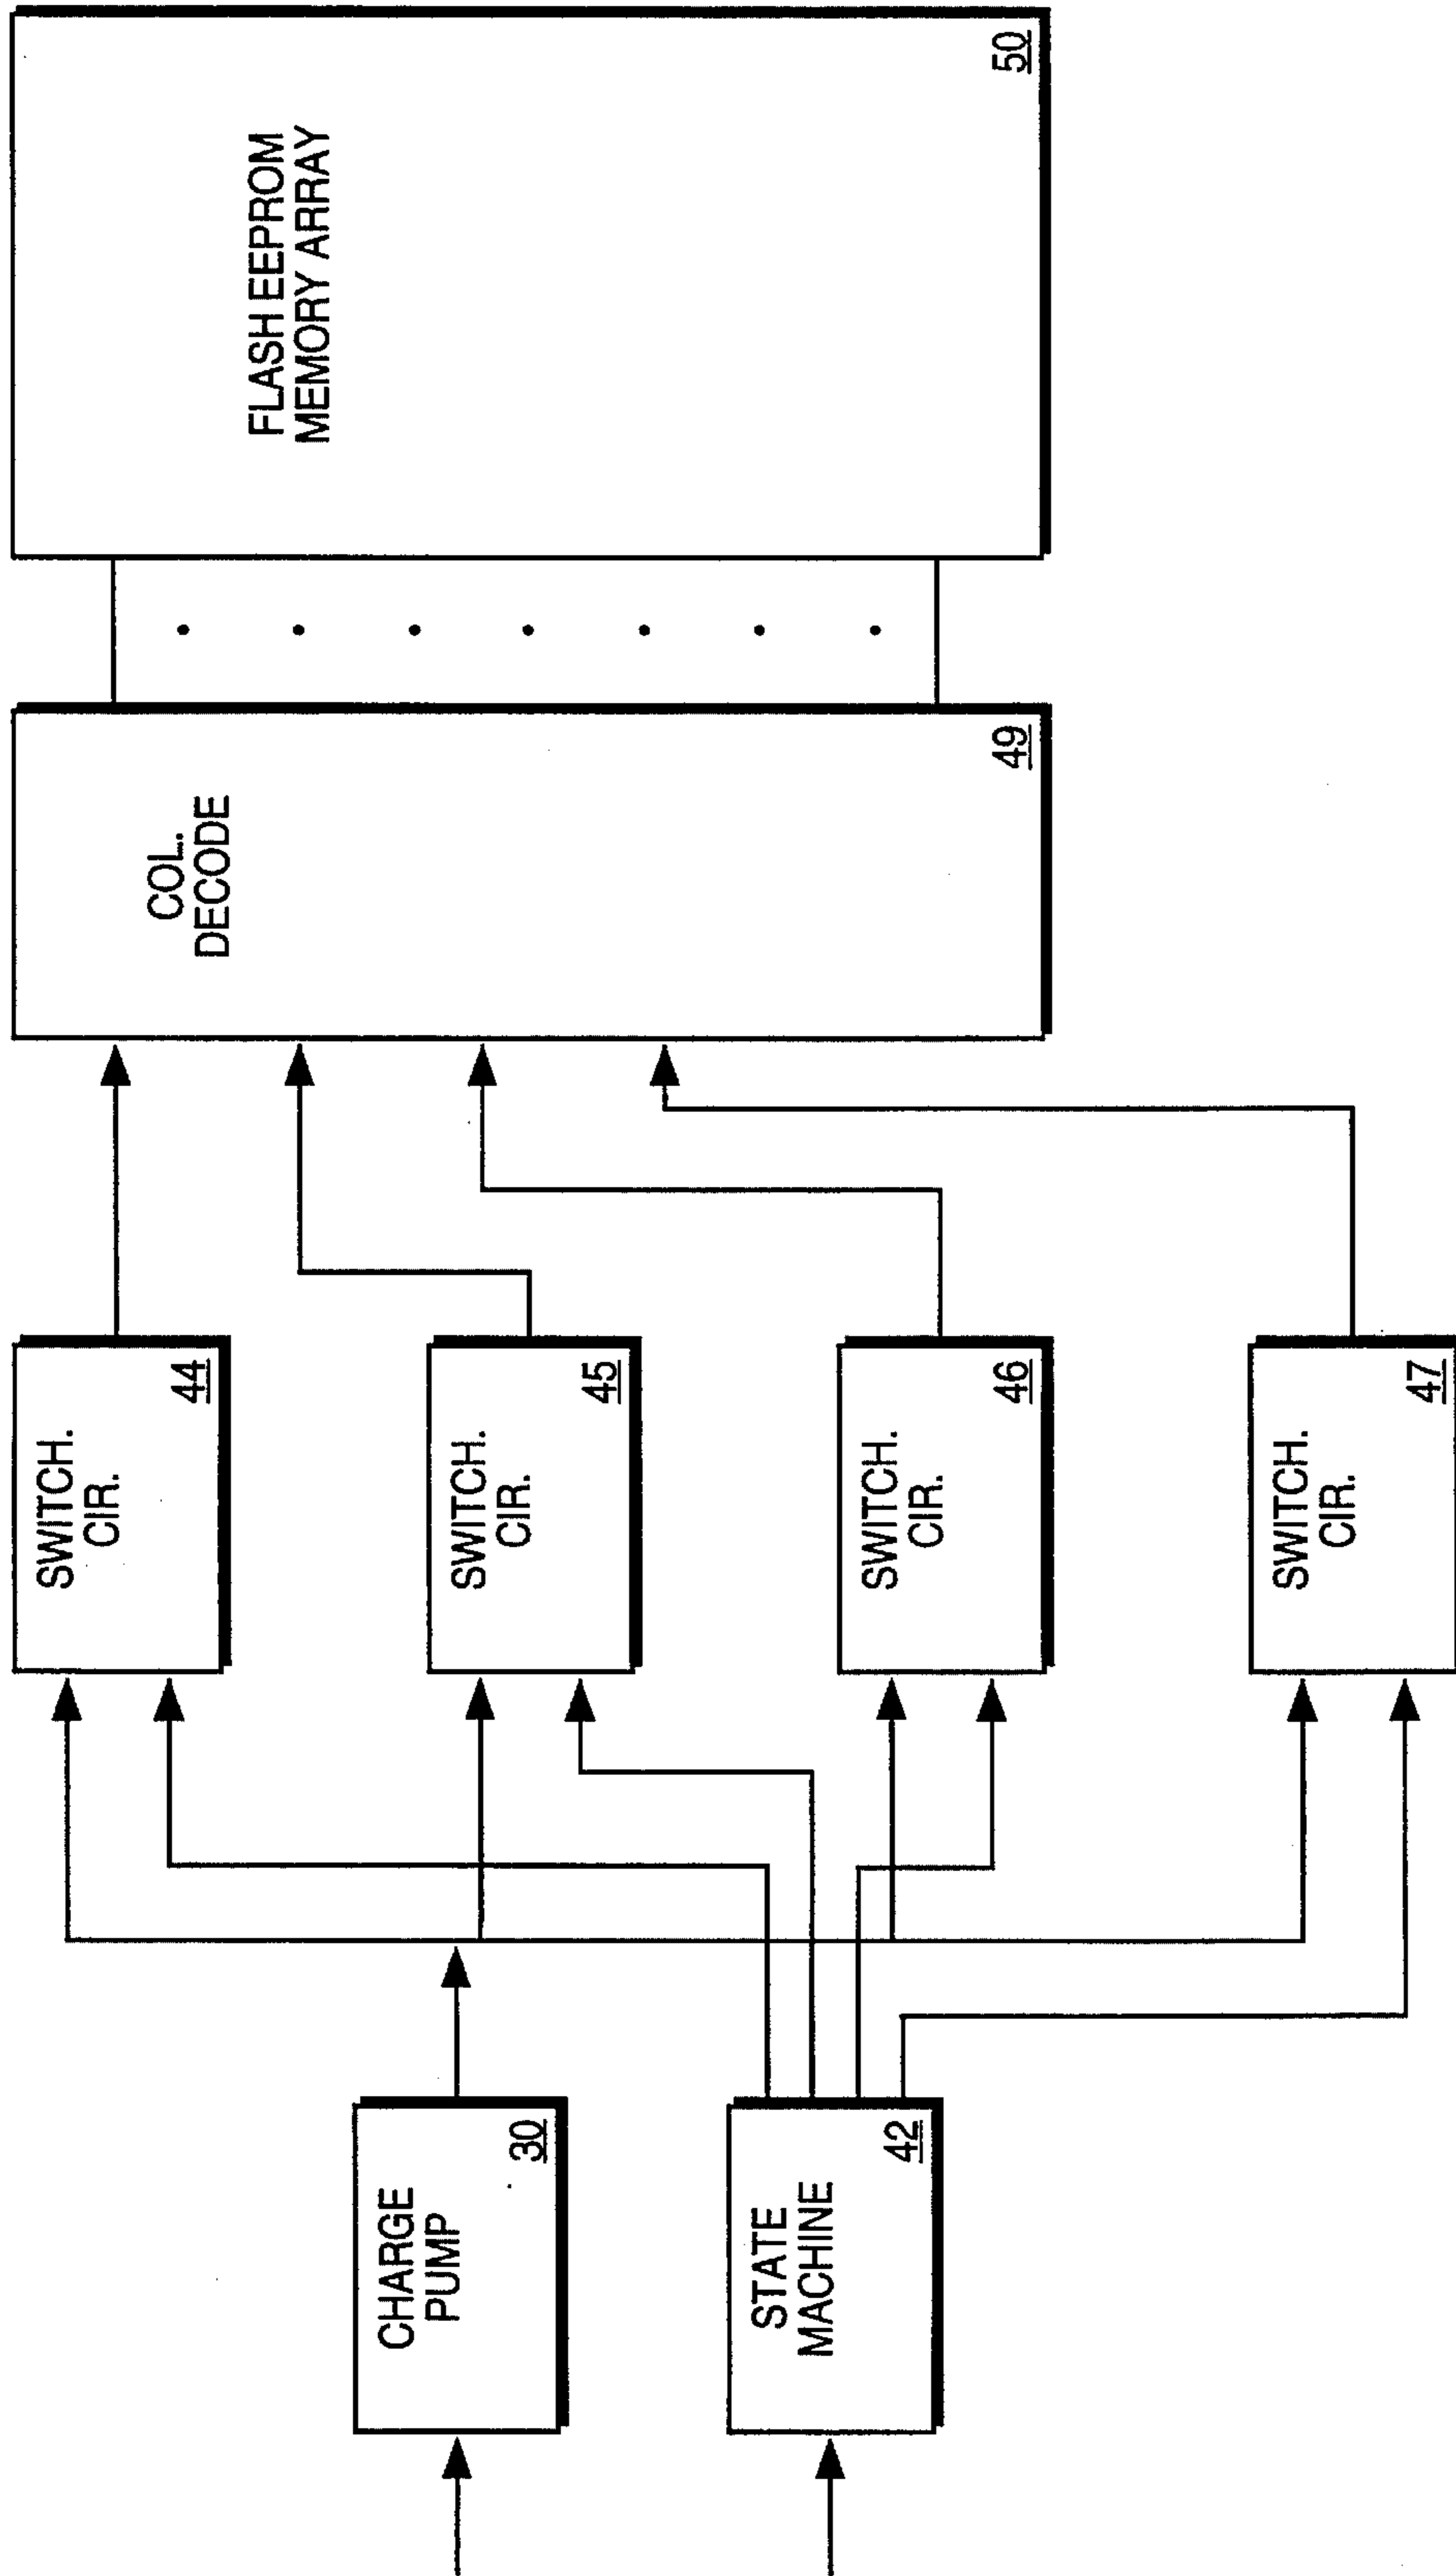 CHARGE
PUMP
30
STATE
MACHINE
42
SWITCH.
CIR.
44
SWITCH.
CIR.
45
SWITCH.
CIR.
46
SWITCH.
CIR.
47
COL.
DECODE
49
FLASH EEPROM
MEMORY ARRAY
50